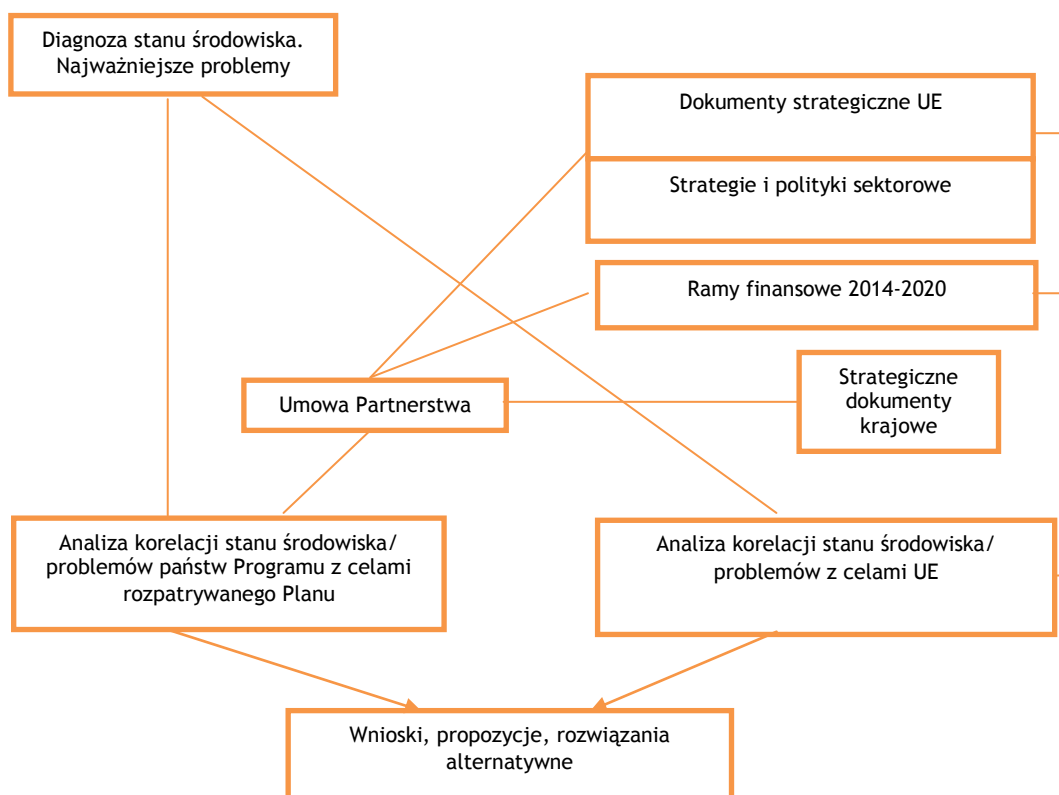 Diagnoza stanu środowiska.
Najważniejsze problemy
Dokumenty strategiczne UE
Strategie i polityki sektorowe
Ramy finansowe 2014-2020
Strategiczne
dokumenty
krajowe
Umowa Partnerstwa
Analiza korelacji stanu środowiska/
problemów państw Programu z celami
rozpatrywanego Planu
Analiza korelacji stanu środowiska/
problemów z celami UE
Wnioski, propozycje, rozwiązania
alternatywne